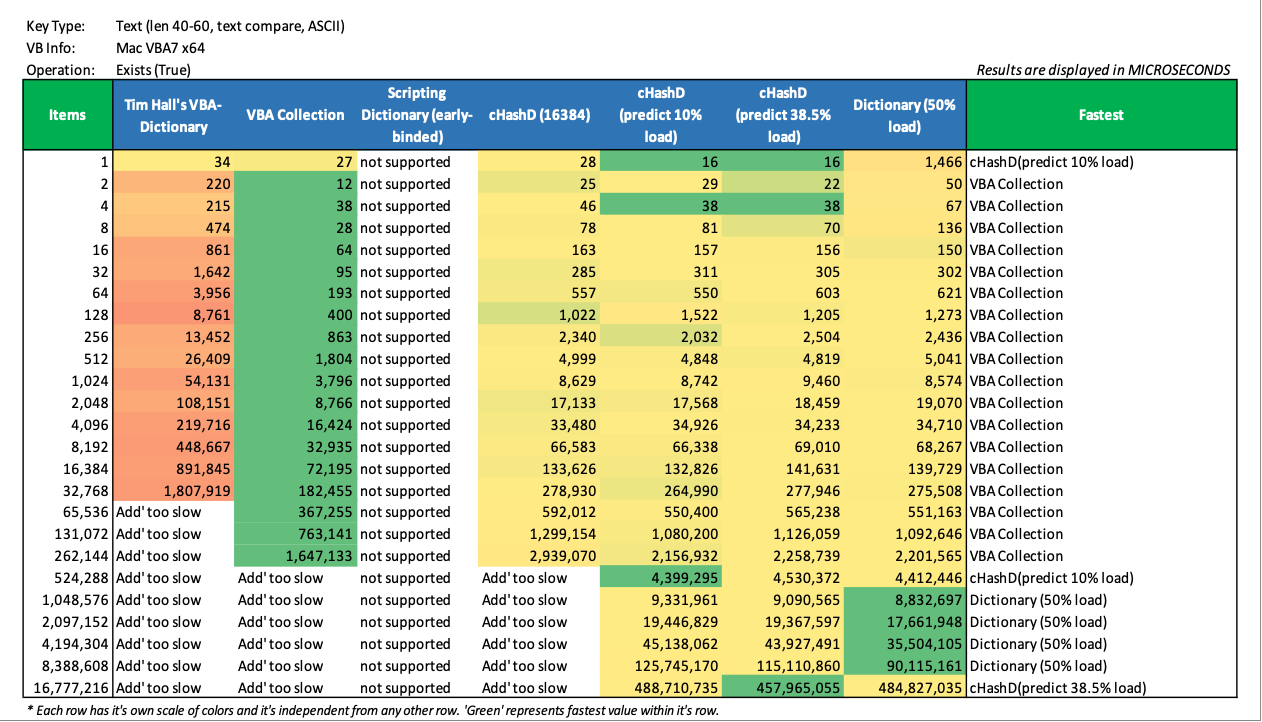 Key Type: Text (len 40-60, text compare, ASCII)
VB Info: Mac VBA7 x64
Operation: Exists (True) Results are displayed in MICROSECONDS
Items Tim Hall's VBA-Dictionary VBA Collection Scripting Dictionary (early-binded) cHashD (16384) cHashD (predict 10% load) cHashD (predict 38.5% load) Dictionary (50% load) Fastest
1 34 27 not supported 28 16 16 1,466 cHashD(predict 10% load)
2 220 12 not supported 25 29 22 50 VBA Collection
4 215 38 not supported 46 38 38 67 VBA Collection
8 474 28 not supported 78 81 70 136 VBA Collection
16 861 64 not supported 163 157 156 150 VBA Collection
32 1,642 95 not supported 285 311 305 302 VBA Collection
64 3,956 193 not supported 557 550 603 621 VBA Collection
128 8,761 400 not supported 1,022 1,522 1,205 1,273 VBA Collection
256 13,452 863 not supported 2,340 2,032 2,504 2,436 VBA Collection
512 26,409 1,804 not supported 4,999 4,848 4,819 5,041 VBA Collection
1,024 54,131 3,796 not supported 8,629 8,742 9,460 8,574 VBA Collection
2,048 108,151 8,766 not supported 17,133 17,568 18,459 19,070 VBA Collection
4,096 219,716 16,424 not supported 33,480 34,926 34,233 34,710 VBA Collection
8,192 448,667 32,935 not supported 66,583 66,338 69,010 68,267 VBA Collection
16,384 891,845 72,195 not supported 133,626 132,826 141,631 139,729 VBA Collection
32,768 1,807,919 182,455 not supported 278,930 264,990 277,946 275,508 VBA Collection
65,536 Add' too slow 367,255 not supported 592,012 550,400 565,238 551,163 VBA Collection
131,072 Add' too slow 763,141 not supported 1,299,154 1,080,200 1,126,059 1,092,646 VBA Collection
262,144 Add' too slow 1,647,133 not supported 2,939,070 2,156,932 2,258,739 2,201,565 VBA Collection
524,288 Add' too slow Add' too slow not supported Add' too slow 4,399,295 4,530,372 4,412,446 cHashD(predict 10% load)
1,048,576 Add' too slow Add' too slow not supported Add' too slow 9,331,961 9,090,565 8,832,697 Dictionary (50% load)
2,097,152 Add' too slow Add' too slow not supported Add' too slow 19,446,829 19,367,597 17,661,948 Dictionary (50% load)
4,194,304 Add' too slow Add' too slow not supported Add' too slow 45,138,062 43,927,491 35,504,105 Dictionary (50% load)
8,388,608 Add' too slow Add' too slow not supported Add' too slow 125,745,170 115,110,860 90,115,161 Dictionary (50% load)
16,777,216 Add' too slow Add' too slow not supported Add' too slow 488,710,735 457,965,055 484,827,035 cHashD(predict 38.5% load)
* Each row has it's own scale of colors and it's independent from any other row. 'Green' represents fastest value within it's row.